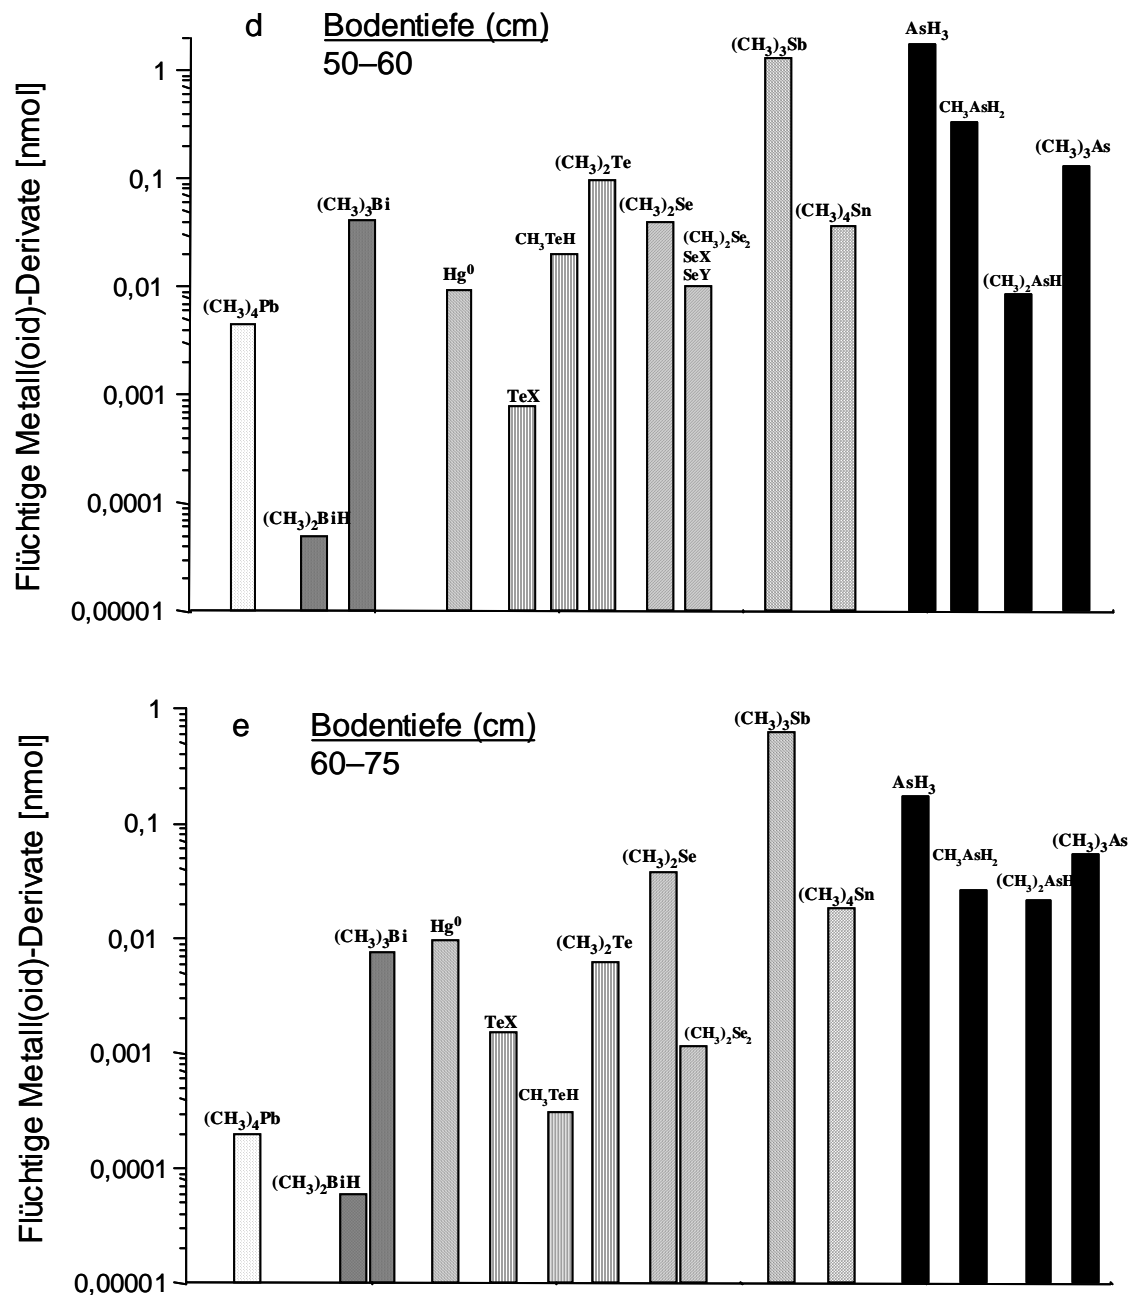 d
Bodentiefe (cm)
50–60
Flüchtige Metall(oid)-Derivate [nmol]
1
0,1
0,01
0,001
0,0001
0,00001
(CH₃)₄Pb
(CH₃)₂BiH
(CH₃)₃Bi
Hg⁰
TeX
CH₃TeH
(CH₃)₂Te
(CH₃)₂Se
(CH₃)₂Se₂
SeX
SeY
(CH₃)₃Sb
(CH₃)₄Sn
AsH₃
CH₃AsH₂
(CH₃)₂AsH
(CH₃)₃As
e
Bodentiefe (cm)
60–75
Flüchtige Metall(oid)-Derivate [nmol]
1
0,1
0,01
0,001
0,0001
0,00001
(CH₃)₄Pb
(CH₃)₂BiH
(CH₃)₃Bi
Hg⁰
TeX
CH₃TeH
(CH₃)₂Te
(CH₃)₂Se
(CH₃)₂Se₂
(CH₃)₃Sb
(CH₃)₄Sn
AsH₃
CH₃AsH₂
(CH₃)₂AsH
(CH₃)₃As